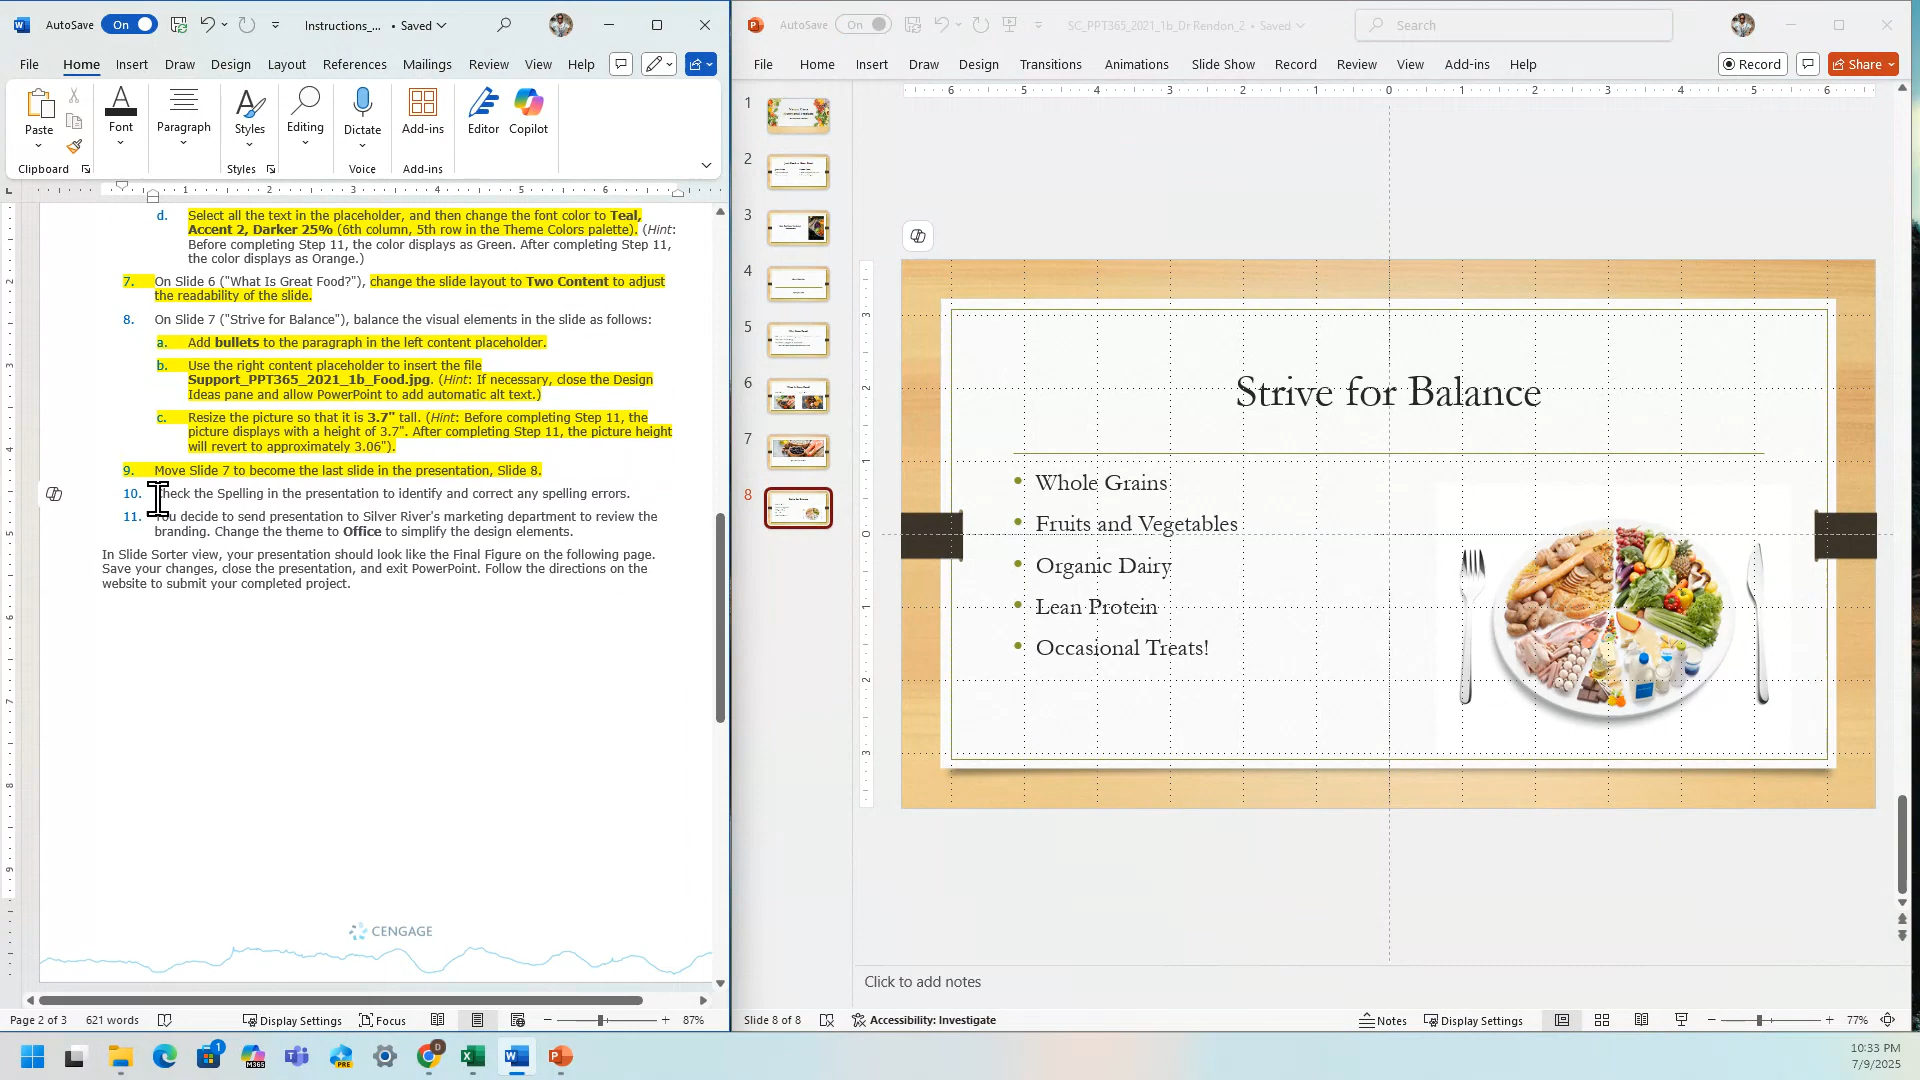 AutoSave On Instructions_... • Saved
File Home Insert Draw Design Layout References Mailings Review View Help
Paste Font Paragraph Styles Editing Dictate Add-ins Editor Copilot
Clipboard Styles Voice Add-ins
d. Select all the text in the placeholder, and then change the font color to Teal,
Accent 2, Darker 25% (6th column, 5th row in the Theme Colors palette). (Hint:
Before completing Step 11, the color displays as Green. After completing Step 11,
the color displays as Orange.)
7. On Slide 6 ("What Is Great Food?"), change the slide layout to Two Content to adjust
the readability of the slide.
8. On Slide 7 ("Strive for Balance"), balance the visual elements in the slide as follows:
a. Add bullets to the paragraph in the left content placeholder.
b. Use the right content placeholder to insert the file
Support_PPT365_2021_1b_Food.jpg. (Hint: If necessary, close the Design
Ideas pane and allow PowerPoint to add automatic alt text.)
c. Resize the picture so that it is 3.7" tall. (Hint: Before completing Step 11, the
picture displays with a height of 3.7". After completing Step 11, the picture height
will revert to approximately 3.06").
9. Move Slide 7 to become the last slide in the presentation, Slide 8.
10. Check the Spelling in the presentation to identify and correct any spelling errors.
11. You decide to send presentation to Silver River's marketing department to review the
branding. Change the theme to Office to simplify the design elements.
In Slide Sorter view, your presentation should look like the Final Figure on the following page.
Save your changes, close the presentation, and exit PowerPoint. Follow the directions on the
website to submit your completed project.
CENGAGE
Page 2 of 3 621 words Display Settings Focus 87%
AutoSave On SC_PPT365_2021_1b_Dr Rendon_2 • Saved Search
File Home Insert Draw Design Transitions Animations Slide Show Record Review View Add-ins Help Record Share
1
2
3
4
5
6
7
8
Strive for Balance
• Whole Grains
• Fruits and Vegetables
• Organic Dairy
• Lean Protein
• Occasional Treats!
Click to add notes
Slide 8 of 8 Accessibility: Investigate Notes Display Settings 77%
10:33 PM
7/9/2025